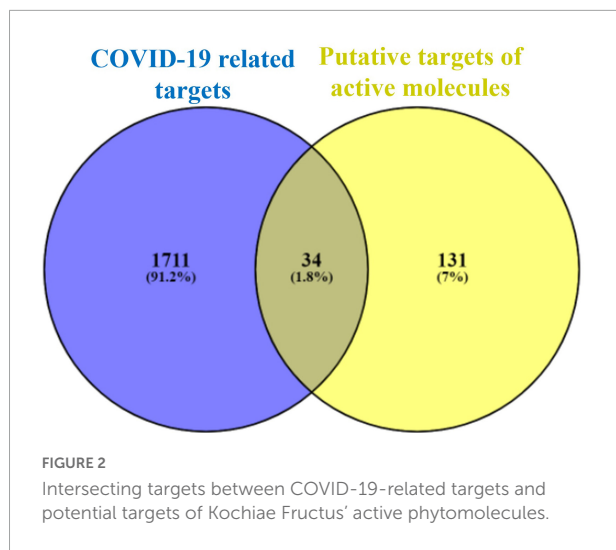 COVID-19 related
targets
Putative targets of
active molecules
1711
(91.2%)
34
(1.8%)
131
(7%)
FIGURE 2
Intersecting targets between COVID-19-related targets and
potential targets of Kochiae Fructus’ active phytomolecules.